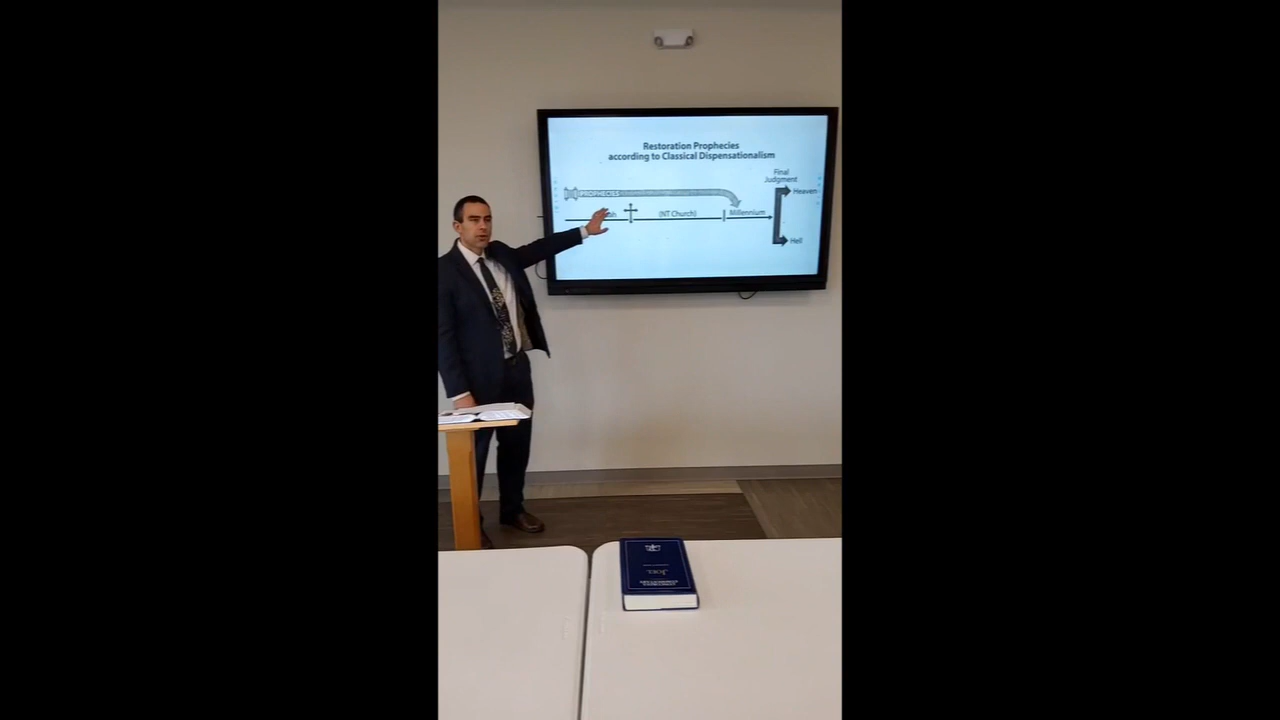 Restoration Prophecies
according to Classical Dispensationalism
Final
Judgment
PROPHECIES
Heaven
(NT Church)
Millennium
Hell
JOEL